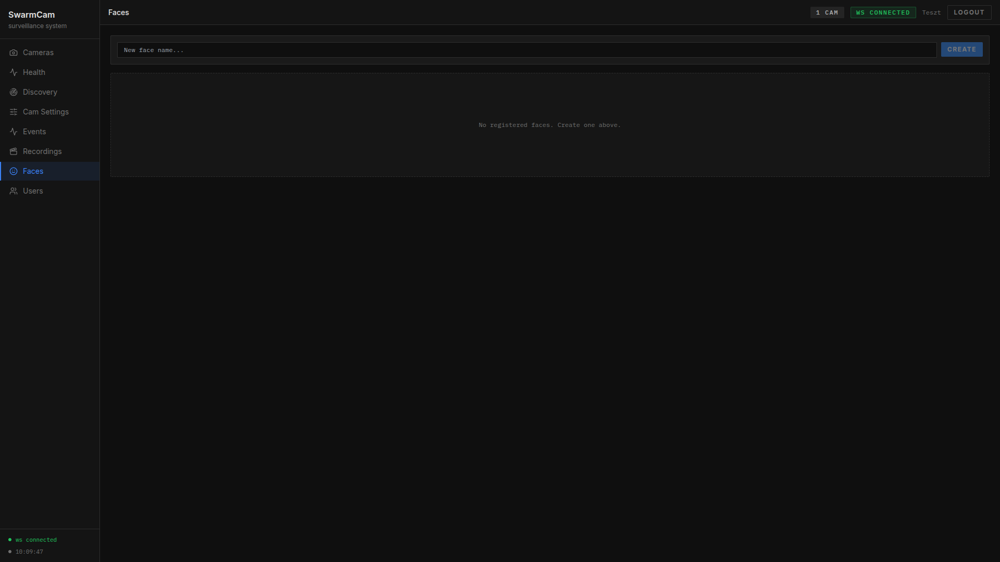 SwarmCam
surveillance system
Cameras
Health
Discovery
Cam Settings
Events
Recordings
Faces
Users
ws connected
10:09:47
Faces
1 CAM
WS CONNECTED
Teszt
LOGOUT
New face name...
CREATE
No registered faces. Create one above.